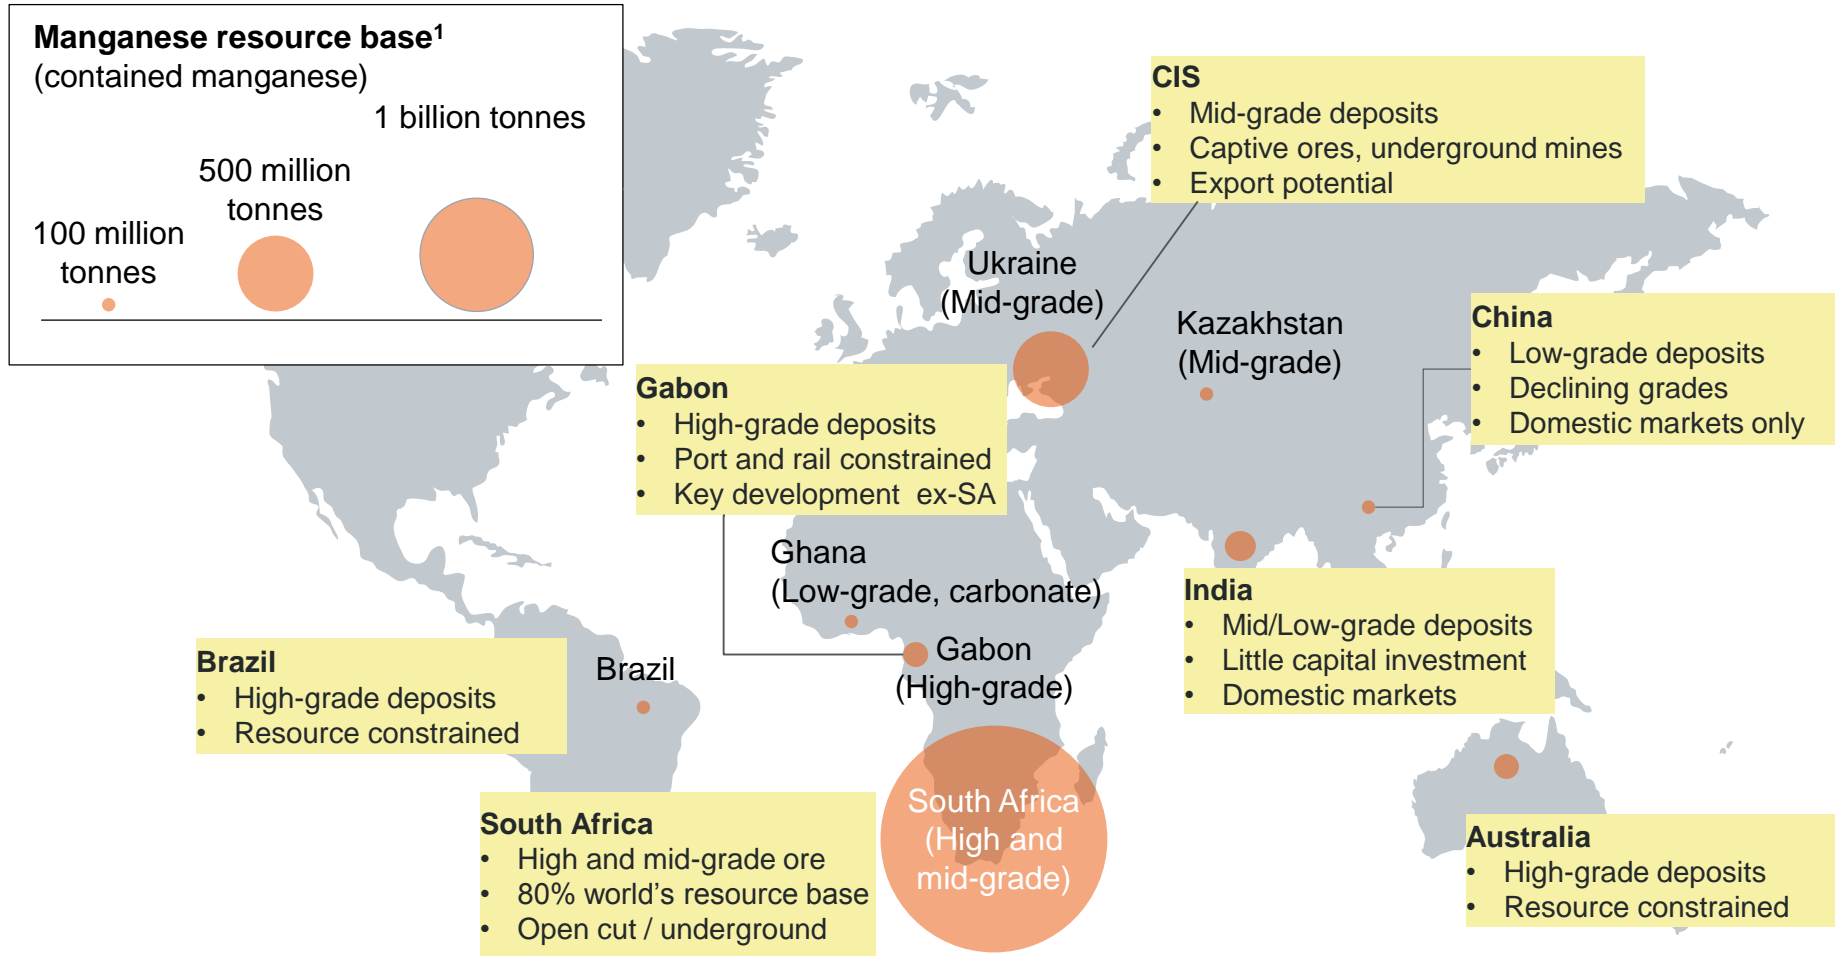 Manganese resource base1
(contained manganese)
1 billion tonnes
500 million
tonnes
100 million
tonnes
CIS
• Mid-grade deposits
• Captive ores, underground mines
• Export potential
Ukraine
(Mid-grade)
Kazakhstan
(Mid-grade)
China
• Low-grade deposits
• Declining grades
• Domestic markets only
Gabon
• High-grade deposits
• Port and rail constrained
• Key development ex-SA
Ghana
(Low-grade, carbonate)
India
• Mid/Low-grade deposits
• Little capital investment
• Domestic markets
Gabon
(High-grade)
Brazil
• High-grade deposits
• Resource constrained
Brazil
South Africa
• High and mid-grade ore
• 80% world's resource base
• Open cut / underground
South Africa
(High and
mid-grade)
Australia
• High-grade deposits
• Resource constrained